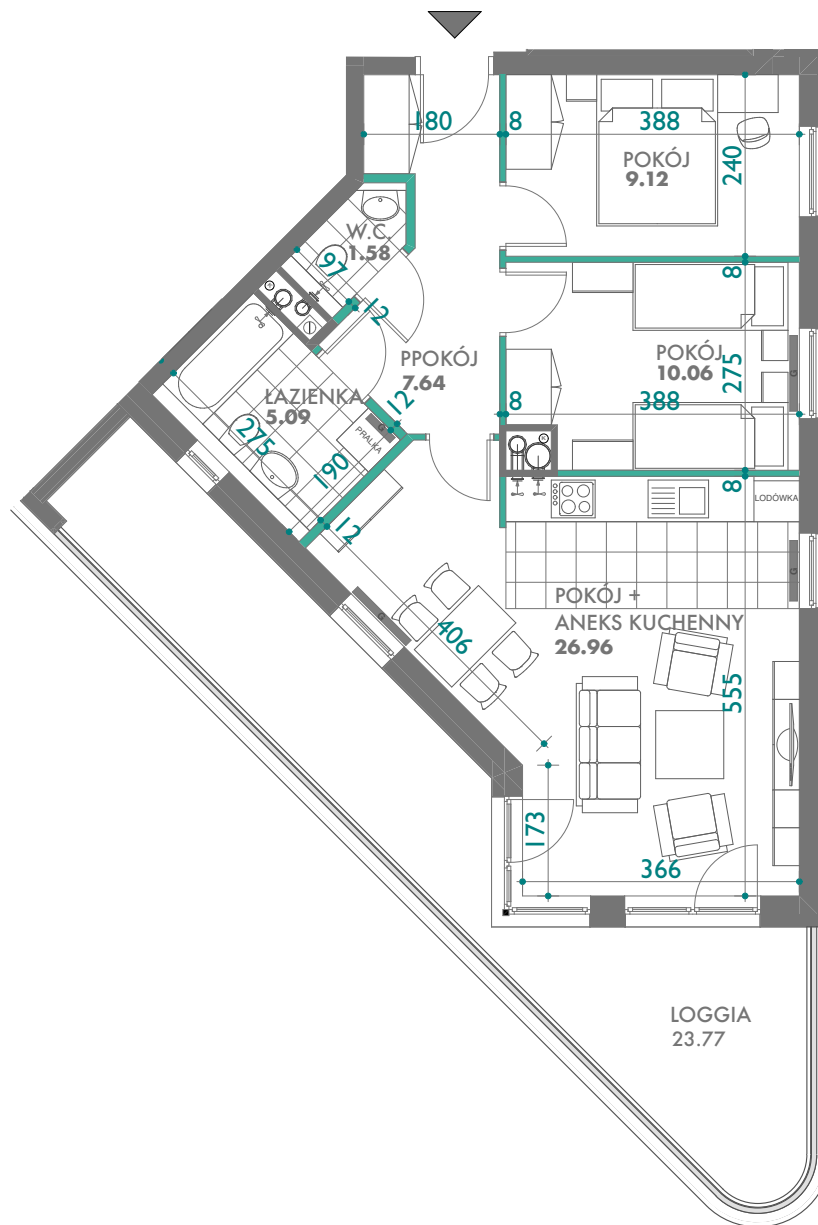 180
8
388
POKÓJ
9.12
240
W.C.
1.58
97
12
8
PPOKÓJ
7.64
POKÓJ
10.06
275
G
ŁAZIENKA
5.09
12
8
388
G
PRALKA
275
190
12
8
LODÓWKA
G
POKÓJ +
ANEKS KUCHENNY
26.96
G
406
555
173
366
LOGGIA
23.77